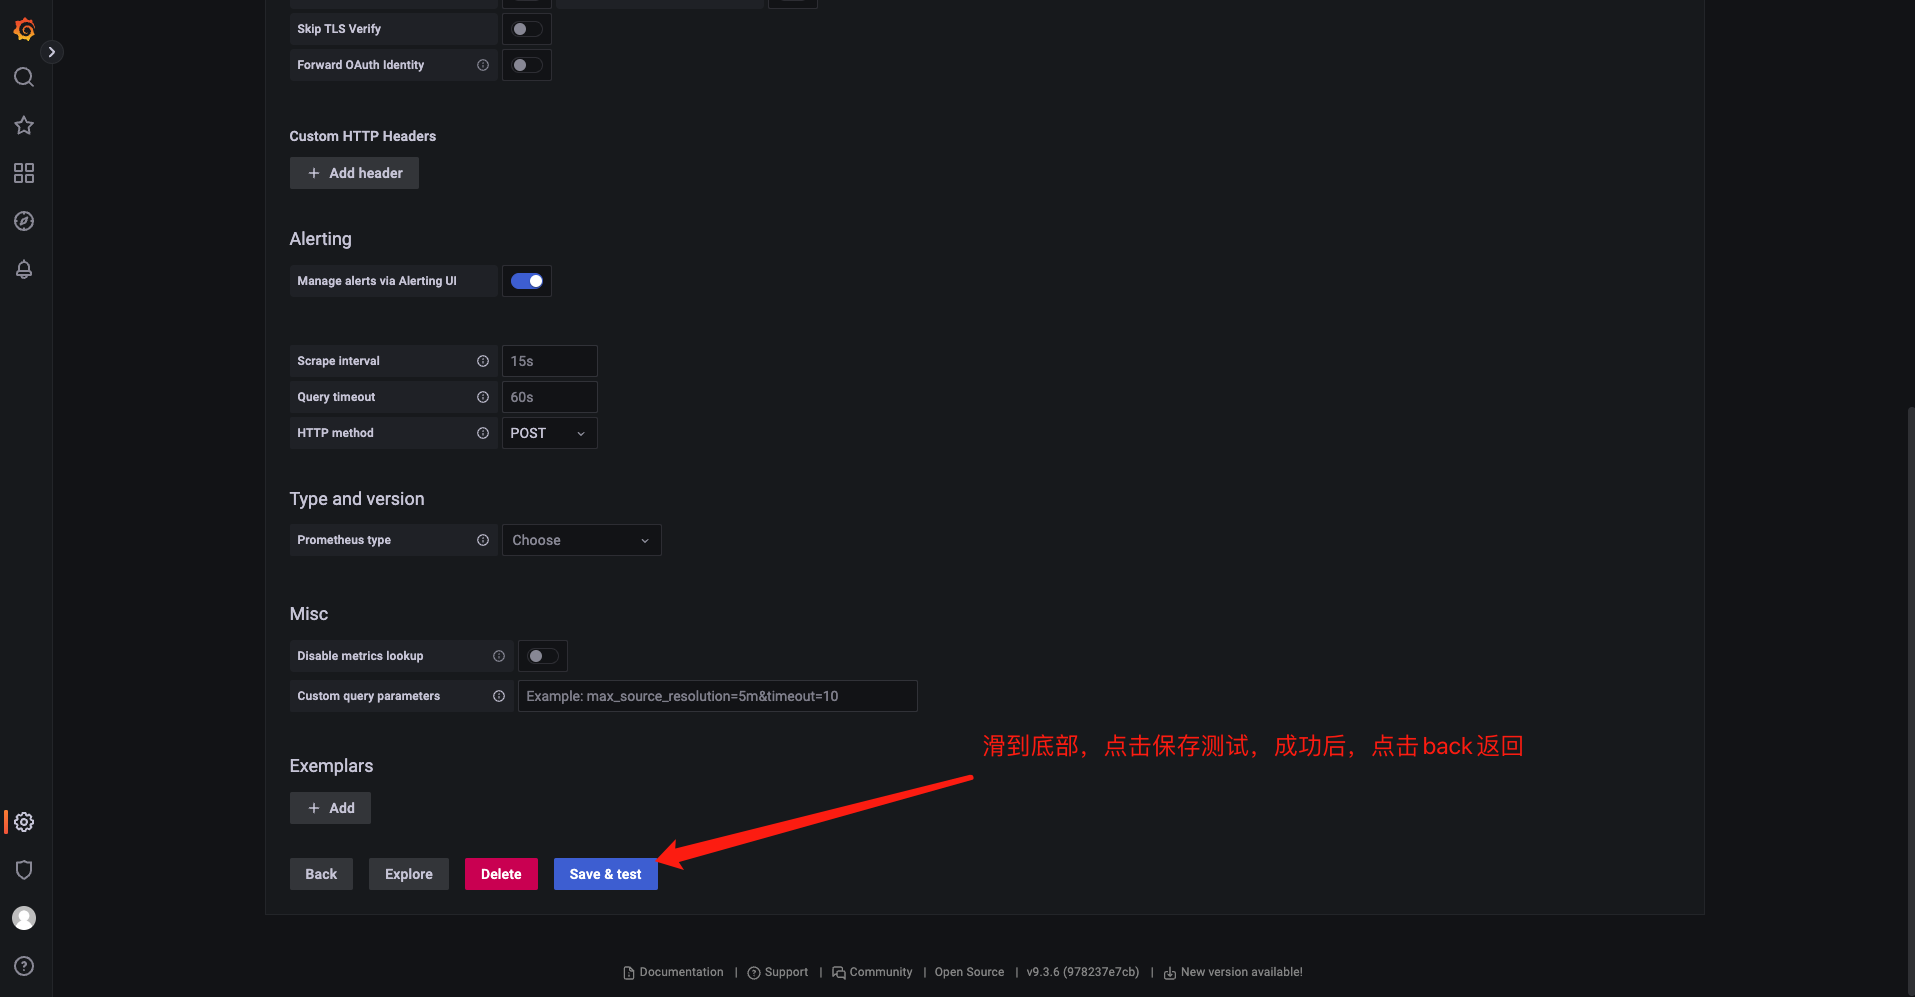 Skip TLS Verify
Forward OAuth Identity
Custom HTTP Headers
Add header
Alerting
Manage alerts via Alerting UI
Scrape interval 15s
Query timeout 60s
HTTP method POST
Type and version
Prometheus type Choose
Misc
Disable metrics lookup
Custom query parameters Example: max_source_resolution=5m&timeout=10
滑到底部，点击保存测试，成功后，点击back返回
Exemplars
Add
Back Explore Delete Save & test
Documentation | Support | Community | Open Source | v9.3.6 (978237e7cb) | New version available!